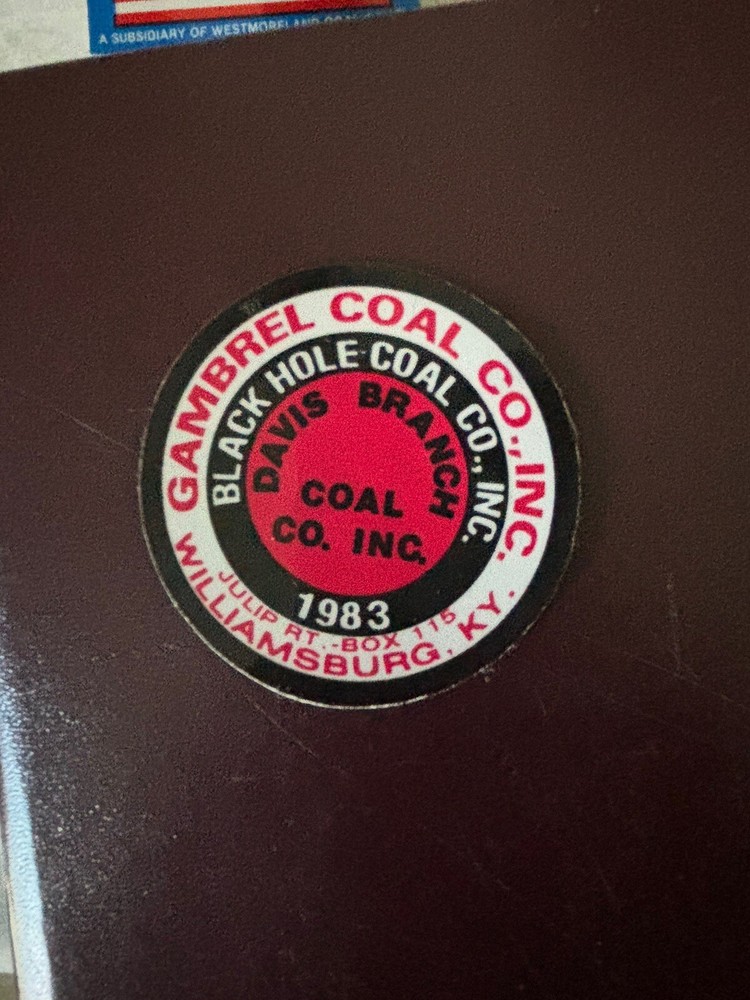 A SUBSIDIARY OF WESTMORELAND COAL
GAMBREL COAL CO., INC.
BLACK HOLE COAL CO., INC.
DAVIS BRANCH
COAL
CO. INC.
1983
JULIP RT.-BOX 115
WILLIAMSBURG, KY.